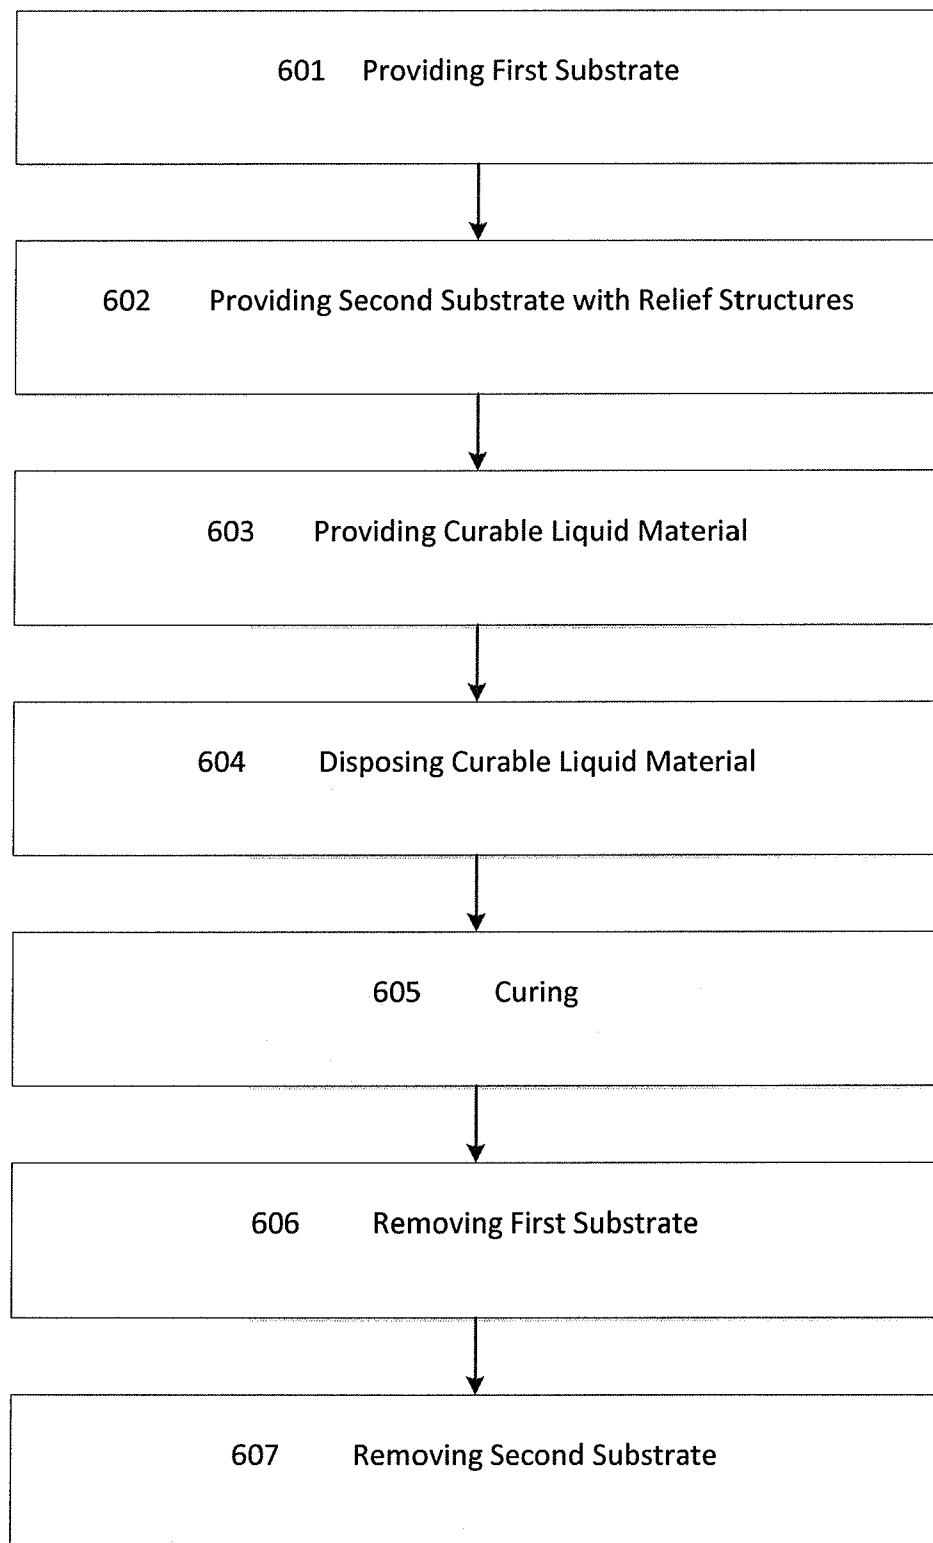 601 Providing First Substrate
602 Providing Second Substrate with Relief Structures
603 Providing Curable Liquid Material
604 Disposing Curable Liquid Material
605 Curing
606 Removing First Substrate
607 Removing Second Substrate